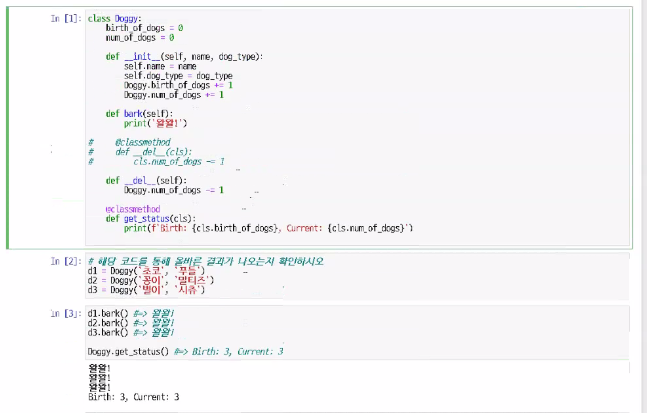 In [1]: class Doggy:
    birth_of_dogs = 0
    num_of_dogs = 0
    def __init__(self, name, dog_type):
        self.name = name
        self.dog_type = dog_type
        Doggy.birth_of_dogs += 1
        Doggy.num_of_dogs += 1
    def bark(self):
        print('왈왈!')
#     @classmethod
#     def __del__(cls):
#         cls.num_of_dogs -= 1
    def __del__(self):
        Doggy.num_of_dogs -= 1
    @classmethod
    def get_status(cls):
        print(f'Birth: {cls.birth_of_dogs}, Current: {cls.num_of_dogs}')
In [2]: # 해당 코드를 통해 올바른 결과가 나오는지 확인하시오
d1 = Doggy('초코', '푸들')
d2 = Doggy('꽁이', '말티즈')
d3 = Doggy('별이', '시츄')
In [3]: d1.bark() #=> 왈왈!
d2.bark() #=> 왈왈!
d3.bark() #=> 왈왈!
Doggy.get_status() #=> Birth: 3, Current: 3
왈왈!
왈왈!
왈왈!
Birth: 3, Current: 3